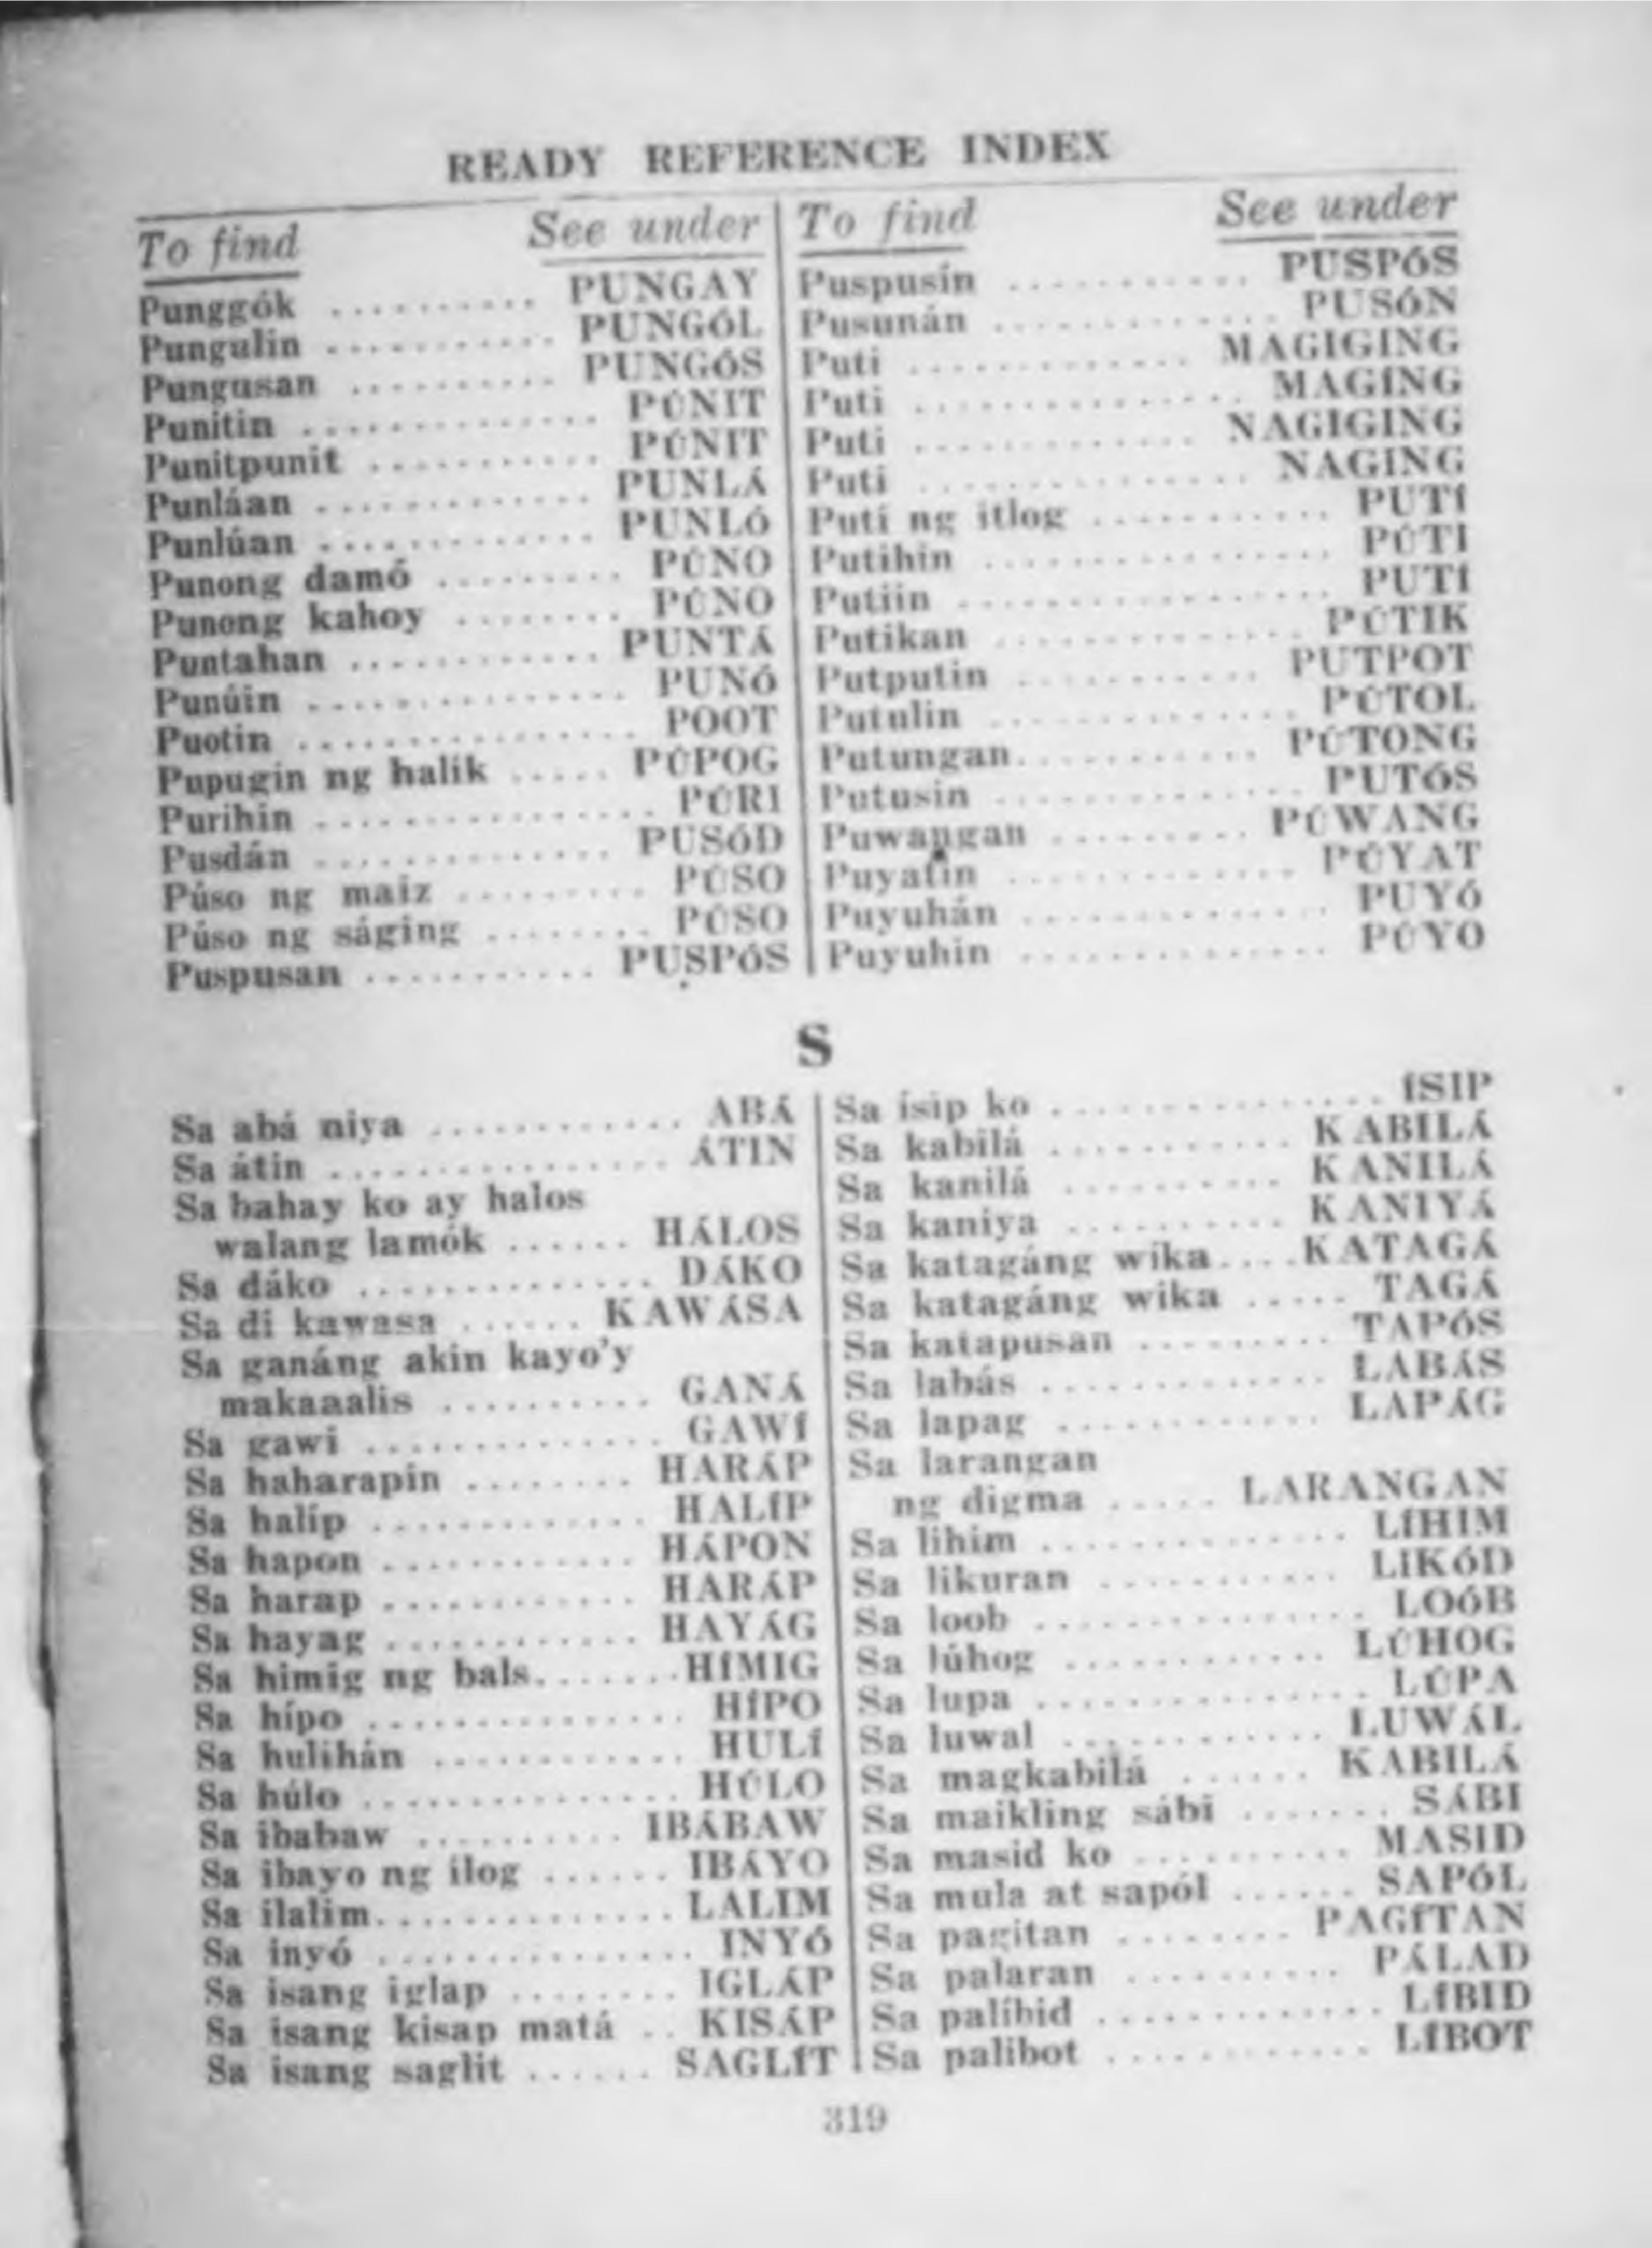 READY REFERENCE INDEX
To find See under
Punggók .......... PUNGAY
Pungulin ........... PUNGÓL
Pungusan .......... PUNGÓS
Punitin .............. PÚNIT
Punitpunit ........... PÚNIT
Punláan ............. PUNLÁ
Punlúan ............. PUNLÓ
Punong damó ......... PÚNO
Punong kahoy ........ PÚNO
Puntahan ............ PUNTÁ
Punúin ............... PUNÓ
Puotin ................ POOT
Pupugin ng halik ..... PÚPOG
Purihin ................ PÚRI
Pusdán .............. PUSÓD
Púso ng maiz ......... PÚSO
Púso ng ságing ........ PÚSO
Puspusan ........... PUSPÓS
To find See under
Puspusin ........... PUSPÓS
Pusunán ............. PUSÓN
Puti ............. MAGIGING
Puti ............... MAGÍNG
Puti ............. NAGIGING
Puti ............... NAGING
Puti ng itlog ........... PUTÍ
Putihin ................ PÚTI
Putiin ................. PUTÍ
Putikan .............. PÚTIK
Putputin ........... PUTPOT
Putulin .............. PÚTOL
Putungan............ PÚTONG
Putusin .............. PUTÓS
Puwangan ......... PÚWANG
Puyatin ............. PÚYAT
Puyuhán .............. PUYÓ
Puyuhin .............. PÚYO
S
Sa abá niya ............ ABÁ
Sa átin ................ ÁTIN
Sa bahay ko ay halos
walang lamók ....... HÁLOS
Sa dáko .............. DÁKO
Sa di kawasa ...... KAWÁSA
Sa ganáng akin kayo'y
makaaalis .......... GANÁ
Sa gawi .............. GAWÍ
Sa haharapin ........ HARÁP
Sa halíp ............. HALÍP
Sa hapon ............ HÁPON
Sa harap ............ HARÁP
Sa hayag ............ HAYÁG
Sa himig ng bals....... HÍMIG
Sa hípo ............... HÍPO
Sa hulihán ............ HULÍ
Sa húlo ............... HÚLO
Sa ibabaw .......... IBÁBAW
Sa ibayo ng ilog ...... IBÁYO
Sa ilalim.............. LALIM
Sa inyó ............... INYÓ
Sa isang iglap ........ IGLÁP
Sa isang kisap matá .. KISÁP
Sa isang saglit ...... SAGLÍT
Sa ísip ko ............... ÍSIP
Sa kabilá ........... KABILÁ
Sa kanilá .......... KANILÁ
Sa kaniya .......... KANIYÁ
Sa katagáng wika.... KATAGÁ
Sa katagáng wika ..... TAGÁ
Sa katapusan ......... TAPÓS
Sa labás ............. LABÁS
Sa lapag ............ LAPÁG
Sa larangan
ng digma ..... LARANGAN
Sa lihim .............. LÍHIM
Sa likuran ........... LIKÓD
Sa loob ............... LOÓB
Sa lúhog ............ LÚHOG
Sa lupa ................ LÚPA
Sa luwal ............ LUWÁL
Sa magkabilá ...... KABILÁ
Sa maikling sábi ....... SÁBI
Sa masid ko .......... MASID
Sa mula at sapól ...... SAPÓL
Sa pagitan ........ PAGÍTAN
Sa palaran .......... PÁLAD
Sa palíbid ............. LÍBID
Sa palibot ............ LÍBOT
319